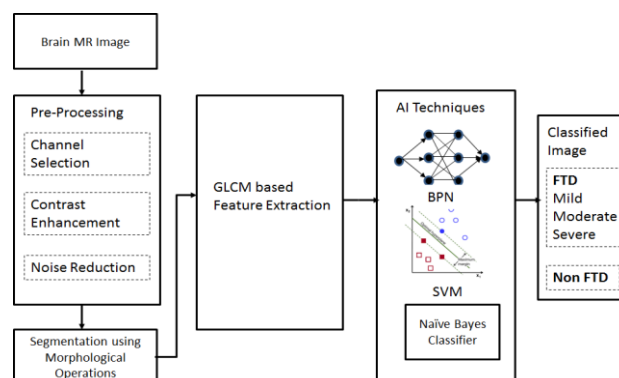 Brain MR Image
Pre-Processing
Channel
Selection
Contrast
Enhancement
Noise Reduction
Segmentation using
Morphological
Operations
GLCM based
Feature Extraction
AI Techniques
BPN
SVM
Naïve Bayes
Classifier
Classified
Image
FTD
Mild
Moderate
Severe
Non FTD